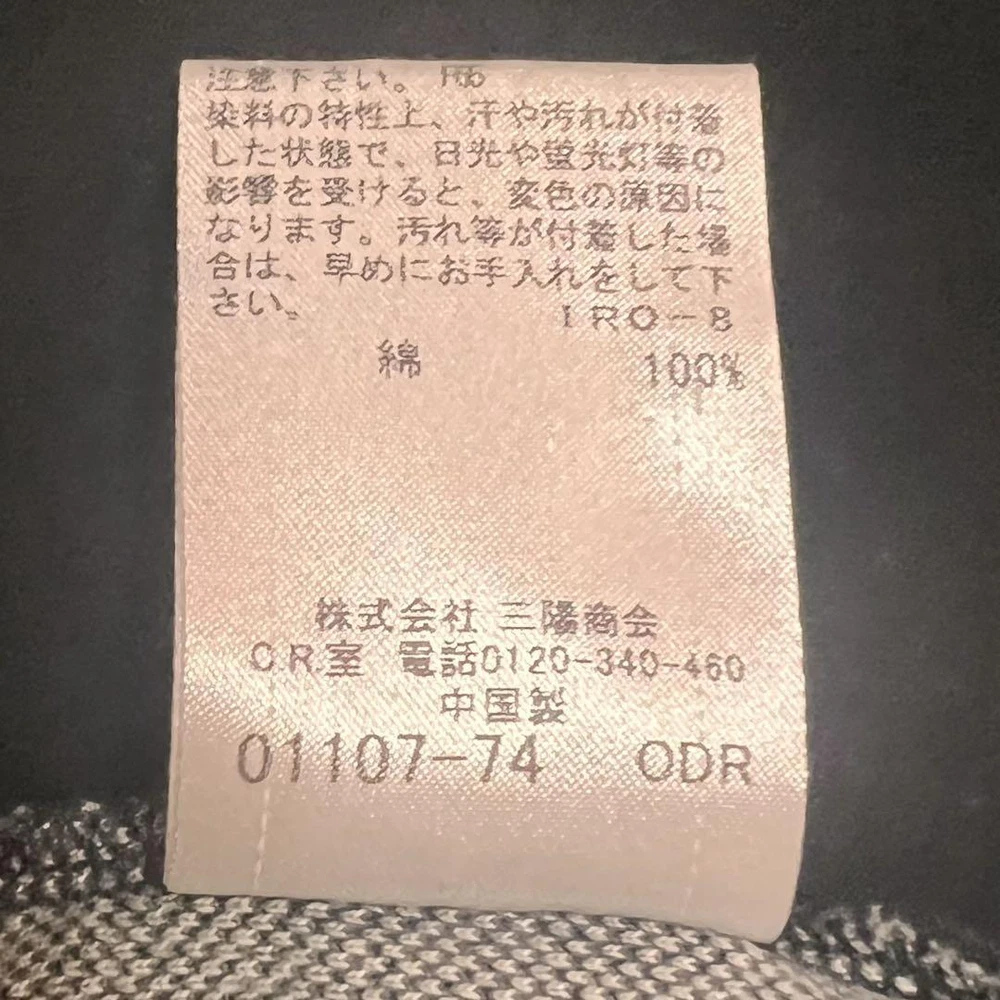 注意下さい。 P65
染料の特性上、汗や汚れが付着
した状態で、日光や蛍光灯等の
影響を受けると、変色の原因に
なります。汚れ等が付着した場
合は、早めにお手入れをして下
さい。 IRO-8
綿 100%
株式会社 三陽商会
C.R.室 電話0120-340-460
中国製
01107-74 ODR